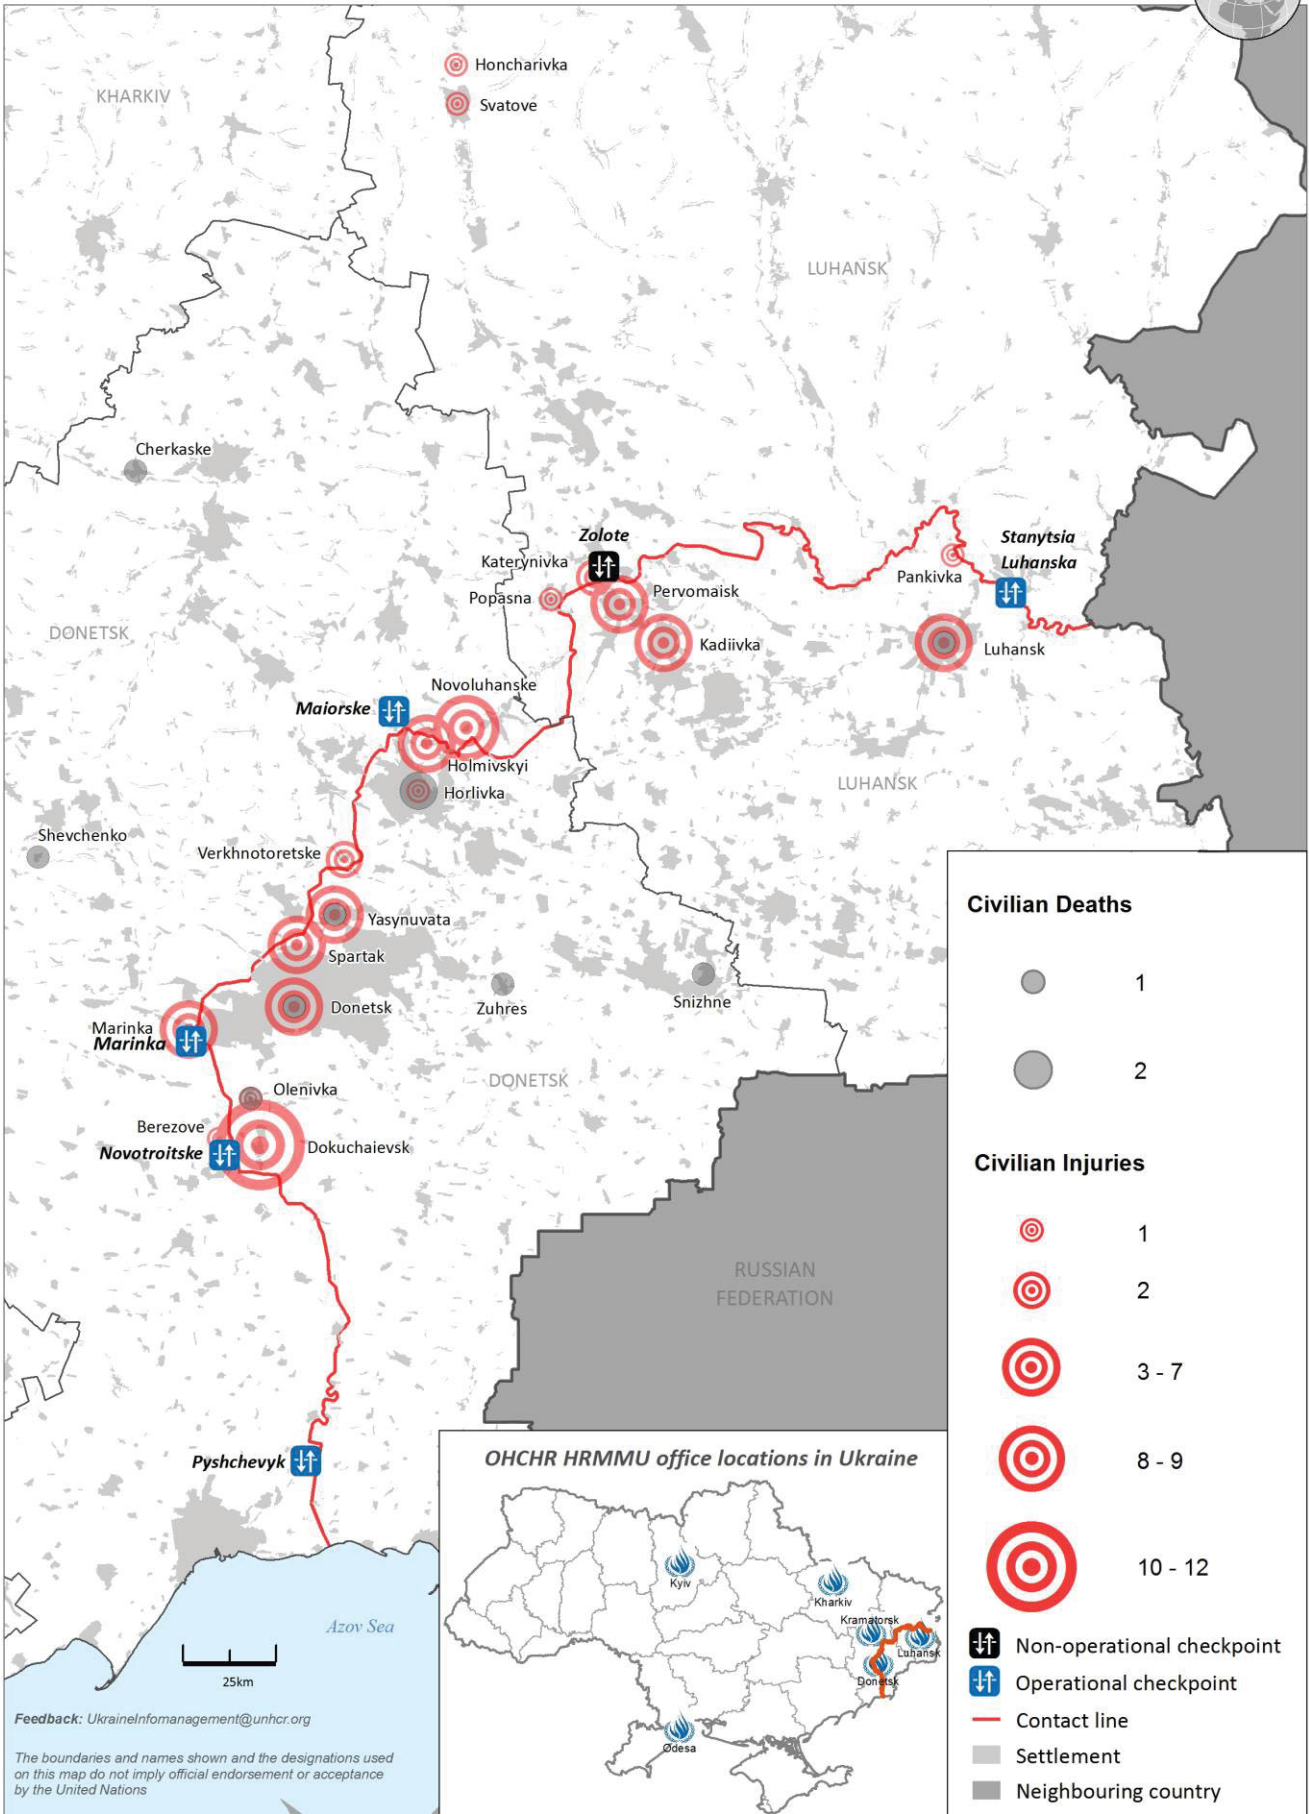 Honcharivka
KHARKIV
Svatove
LUHANSK
Cherkaske
Zolote
Stanytsia
Luhanska
Katerynivka
Pankivka
Popasna
Pervomaisk
DONETSK
Kadiivka
Luhansk
Novoluhanske
Maiorske
Holmivskyi
LUHANSK
Horlivka
Shevchenko
Verkhnotoretske
Yasynuvata
Spartak
Donetsk
Zuhres
Snizhne
Marinka
Marinka
DONETSK
Olenivka
Berezove
Novotroitske
Dokuchaievsk
RUSSIAN
FEDERATION
Pyshchevyk
Azov Sea
25km
Feedback: UkraineInfomanagement@unhcr.org
The boundaries and names shown and the designations used
on this map do not imply official endorsement or acceptance
by the United Nations
OHCHR HRMMU office locations in Ukraine
Kyiv
Kharkiv
Kramatorsk
Luhansk
Donetsk
Odesa
Civilian Deaths
1
2
Civilian Injuries
1
2
3 - 7
8 - 9
10 - 12
Non-operational checkpoint
Operational checkpoint
Contact line
Settlement
Neighbouring country